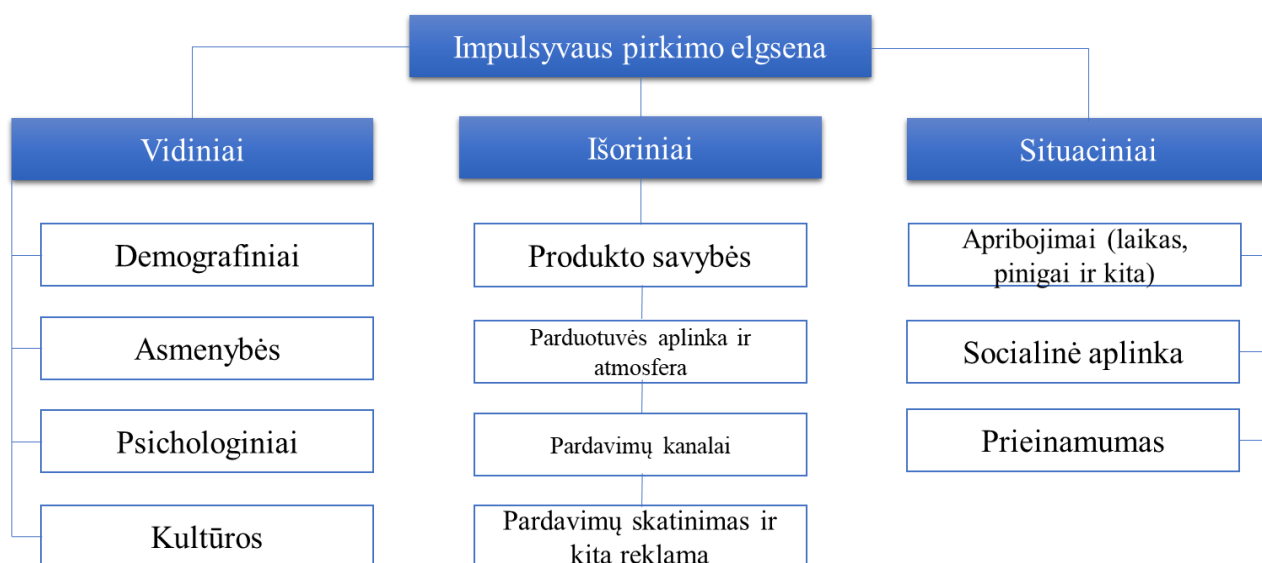 Impulsyvaus pirkimo elgsena
Vidiniai
Demografiniai
Asmenybės
Psichologiniai
Kultūros
Išoriniai
Produkto savybės
Parduotuvės aplinka ir
atmosfera
Pardavimų kanalai
Pardavimų skatinimas ir
kita reklama
Situaciniai
Apribojimai (laikas,
pinigai ir kita)
Socialinė aplinka
Prieinamumas